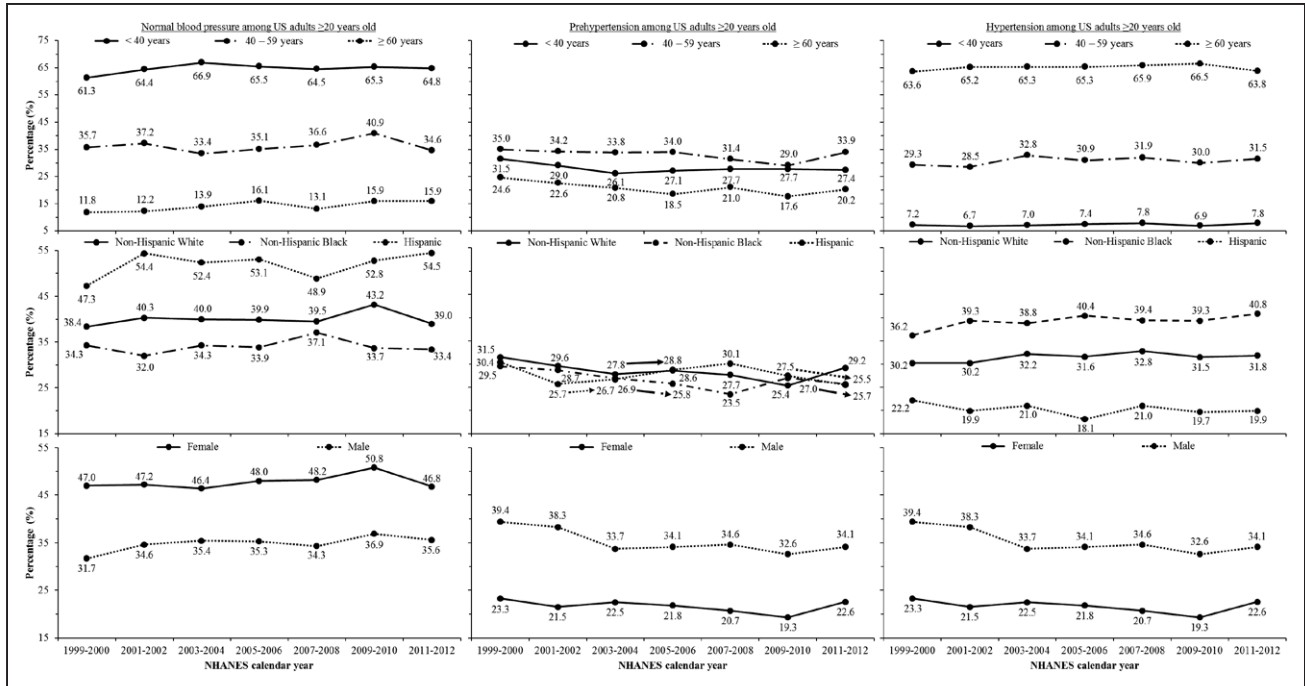 Normal blood pressure among US adults ≥20 years old
Prehypertension among US adults ≥20 years old
Hypertension among US adults ≥20 years old
< 40 years 40 – 59 years ≥ 60 years
75
65
55
45
35
25
15
5
Percentage (%)
61.3 64.4 66.9 65.5 64.5 65.3 64.8
35.7 37.2 33.4 35.1 36.6 40.9 34.6
11.8 12.2 13.9 16.1 13.1 15.9 15.9
< 40 years 40 – 59 years ≥ 60 years
35.0 34.2 33.8 34.0 31.4 29.0 33.9
31.5 29.0 26.1 27.1 27.7 27.7 27.4
24.6 22.6 20.8 18.5 21.0 17.6 20.2
< 40 years 40 – 59 years ≥ 60 years
63.6 65.2 65.3 65.3 65.9 66.5 63.8
29.3 28.5 32.8 30.9 31.9 30.0 31.5
7.2 6.7 7.0 7.4 7.8 6.9 7.8
Non-Hispanic White Non-Hispanic Black Hispanic
55
45
35
25
15
Percentage (%)
47.3 54.4 52.4 53.1 48.9 52.8 54.5
38.4 40.3 40.0 39.9 39.5 43.2 39.0
34.3 32.0 34.3 33.9 37.1 33.7 33.4
Non-Hispanic White Non-Hispanic Black Hispanic
31.5 29.6 27.8 28.8 30.1 27.5 29.2
30.4 28.7 28.6 27.7 25.5
29.5 25.7 26.7 26.9 25.8 23.5 25.4 27.0 25.7
Non-Hispanic White Non-Hispanic Black Hispanic
36.2 39.3 38.8 40.4 39.4 39.3 40.8
30.2 30.2 32.2 31.6 32.8 31.5 31.8
22.2 19.9 21.0 18.1 21.0 19.7 19.9
Female Male
55
45
35
25
15
Percentage (%)
47.0 47.2 46.4 48.0 48.2 50.8 46.8
31.7 34.6 35.4 35.3 34.3 36.9 35.6
1999-2000 2001-2002 2003-2004 2005-2006 2007-2008 2009-2010 2011-2012
NHANES calendar year
Female Male
39.4 38.3 33.7 34.1 34.6 32.6 34.1
23.3 21.5 22.5 21.8 20.7 19.3 22.6
1999-2000 2001-2002 2003-2004 2005-2006 2007-2008 2009-2010 2011-2012
NHANES calendar year
Female Male
39.4 38.3 33.7 34.1 34.6 32.6 34.1
23.3 21.5 22.5 21.8 20.7 19.3 22.6
1999-2000 2001-2002 2003-2004 2005-2006 2007-2008 2009-2010 2011-2012
NHANES calendar year